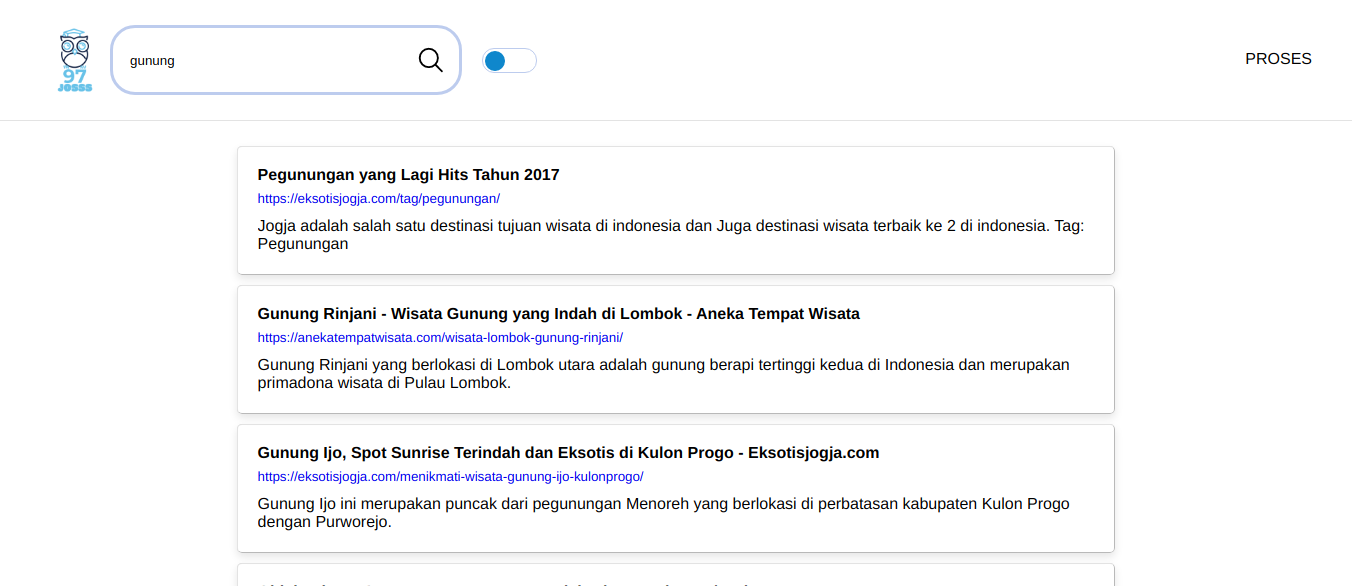 97
JOSSS
gunung
PROSES
Pegunungan yang Lagi Hits Tahun 2017
https://eksotisjogja.com/tag/pegunungan/
Jogja adalah salah satu destinasi tujuan wisata di indonesia dan Juga destinasi wisata terbaik ke 2 di indonesia. Tag:
Pegunungan
Gunung Rinjani - Wisata Gunung yang Indah di Lombok - Aneka Tempat Wisata
https://anekatempatwisata.com/wisata-lombok-gunung-rinjani/
Gunung Rinjani yang berlokasi di Lombok utara adalah gunung berapi tertinggi kedua di Indonesia dan merupakan
primadona wisata di Pulau Lombok.
Gunung Ijo, Spot Sunrise Terindah dan Eksotis di Kulon Progo - Eksotisjogja.com
https://eksotisjogja.com/menikmati-wisata-gunung-ijo-kulonprogo/
Gunung Ijo ini merupakan puncak dari pegunungan Menoreh yang berlokasi di perbatasan kabupaten Kulon Progo
dengan Purworejo.